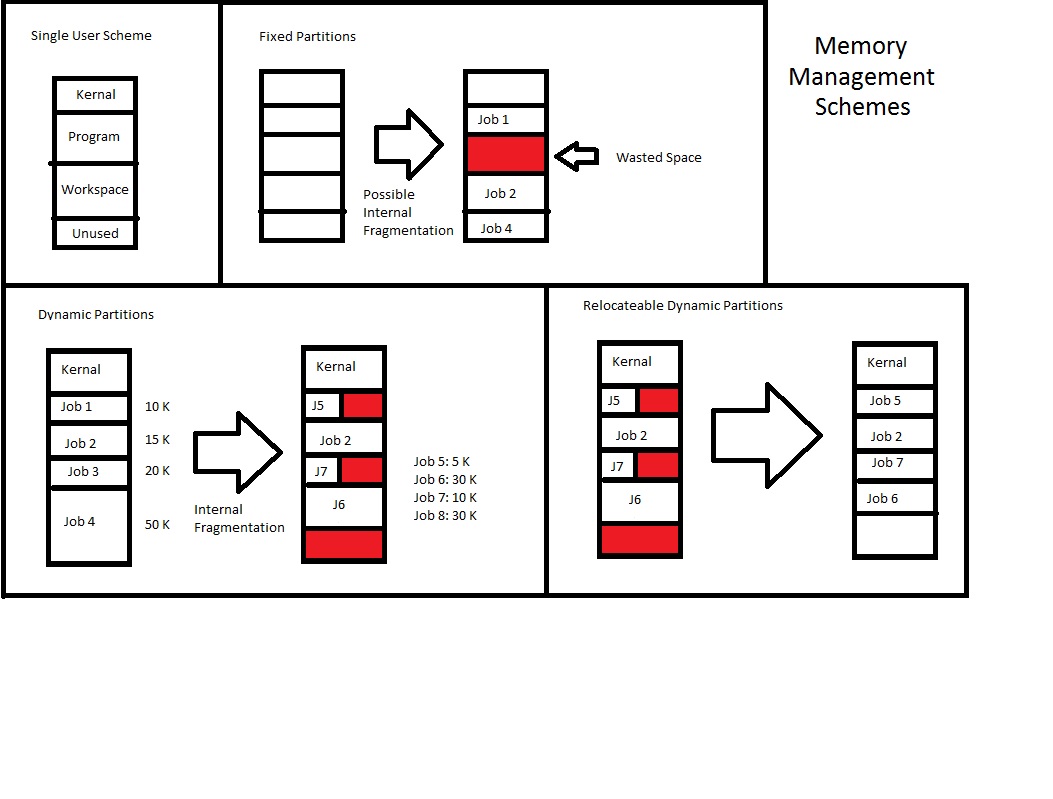 Memory
Management
Schemes
Single User Scheme
Kernal
Program
Workspace
Unused
Fixed Partitions
Possible
Internal
Fragmentation
Job 1
Job 2
Job 4
Wasted Space
Dynamic Partitions
Kernal
Job 1
10 K
Job 2
15 K
Job 3
20 K
Job 4
50 K
Internal
Fragmentation
Kernal
J5
Job 2
J7
J6
Job 5: 5 K
Job 6: 30 K
Job 7: 10 K
Job 8: 30 K
Relocateable Dynamic Partitions
Kernal
J5
Job 2
J7
J6
Kernal
Job 5
Job 2
Job 7
Job 6